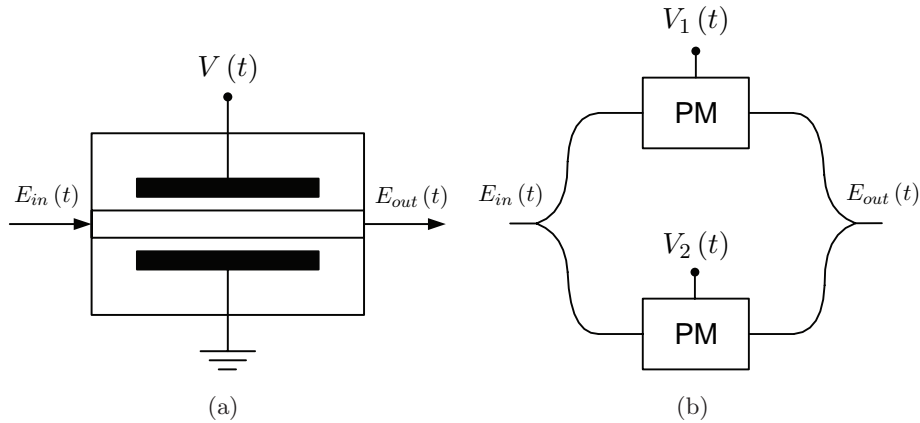 V (t)
E_in (t)
E_out (t)
(a)
V_1 (t)
PM
E_in (t)
E_out (t)
V_2 (t)
PM
(b)